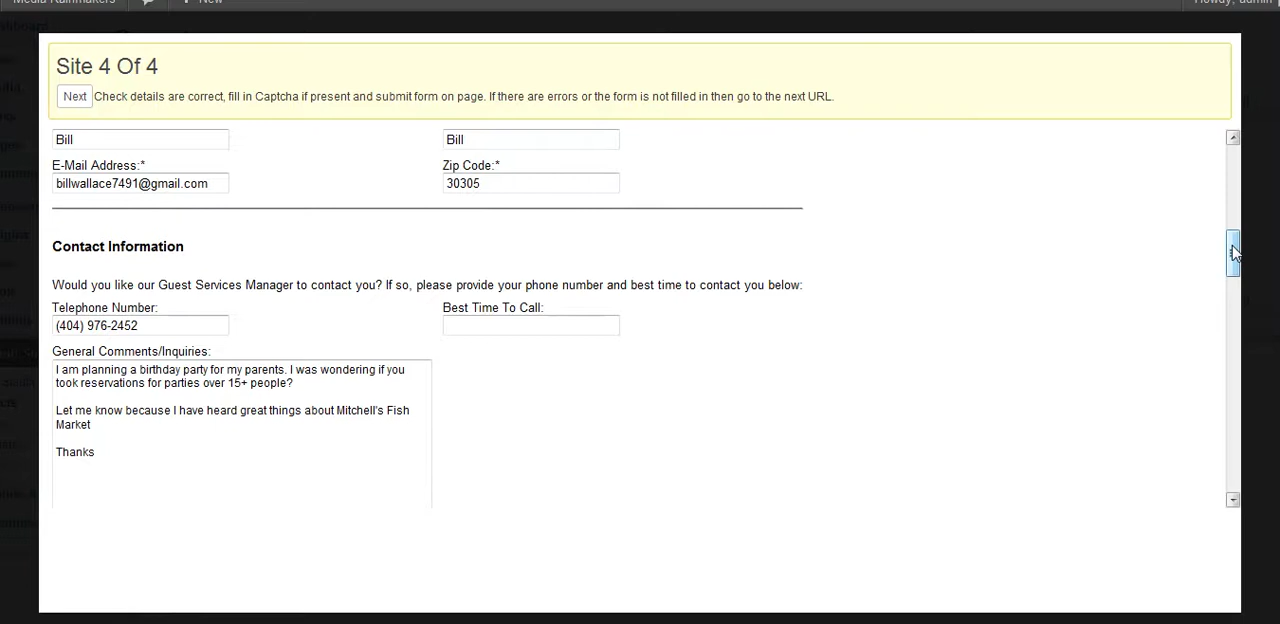 Media Rainmakers
New
Howdy, admin
Site 4 Of 4
Next Check details are correct, fill in Captcha if present and submit form on page. If there are errors or the form is not filled in then go to the next URL.
Bill Bill
E-Mail Address:* Zip Code:*
billwallace7491@gmail.com 30305
Contact Information
Would you like our Guest Services Manager to contact you? If so, please provide your phone number and best time to contact you below:
Telephone Number: Best Time To Call:
(404) 976-2452
General Comments/Inquiries:
I am planning a birthday party for my parents. I was wondering if you
took reservations for parties over 15+ people?
Let me know because I have heard great things about Mitchell's Fish
Market
Thanks